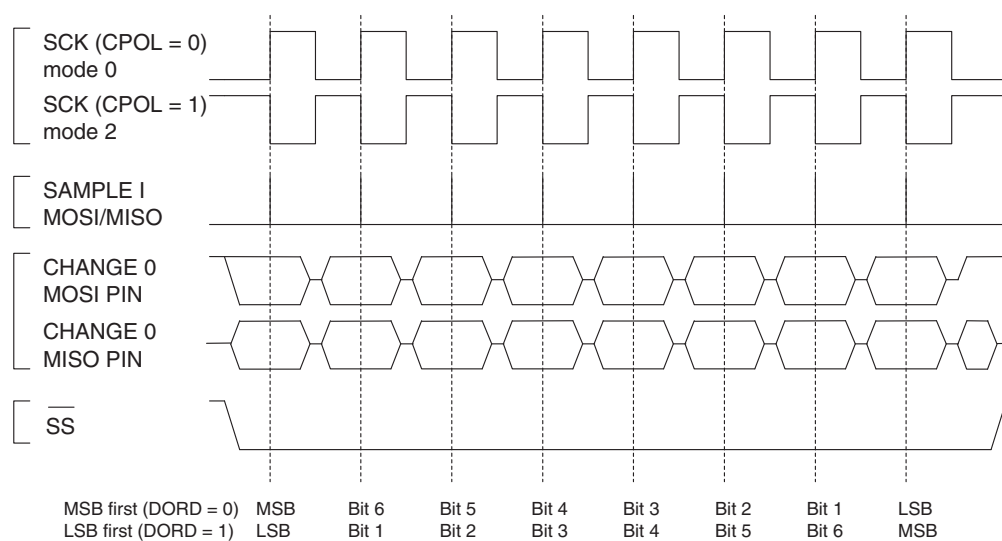 SCK (CPOL = 0)
mode 0
SCK (CPOL = 1)
mode 2
SAMPLE I
MOSI/MISO
CHANGE 0
MOSI PIN
CHANGE 0
MISO PIN
SS
MSB first (DORD = 0) MSB Bit 6 Bit 5 Bit 4 Bit 3 Bit 2 Bit 1 LSB
LSB first (DORD = 1) LSB Bit 1 Bit 2 Bit 3 Bit 4 Bit 5 Bit 6 MSB